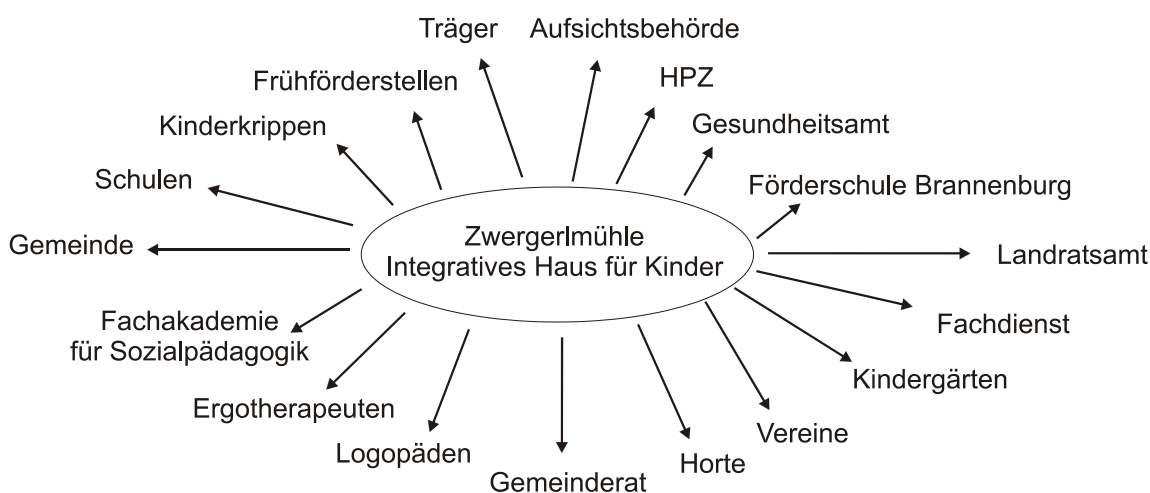 Träger
Aufsichtsbehörde
Frühförderstellen
HPZ
Kinderkrippen
Gesundheitsamt
Schulen
Förderschule Brannenburg
Gemeinde
Zwergerlmühle
Integratives Haus für Kinder
Landratsamt
Fachakademie
für Sozialpädagogik
Fachdienst
Ergotherapeuten
Kindergärten
Logopäden
Vereine
Gemeinderat
Horte